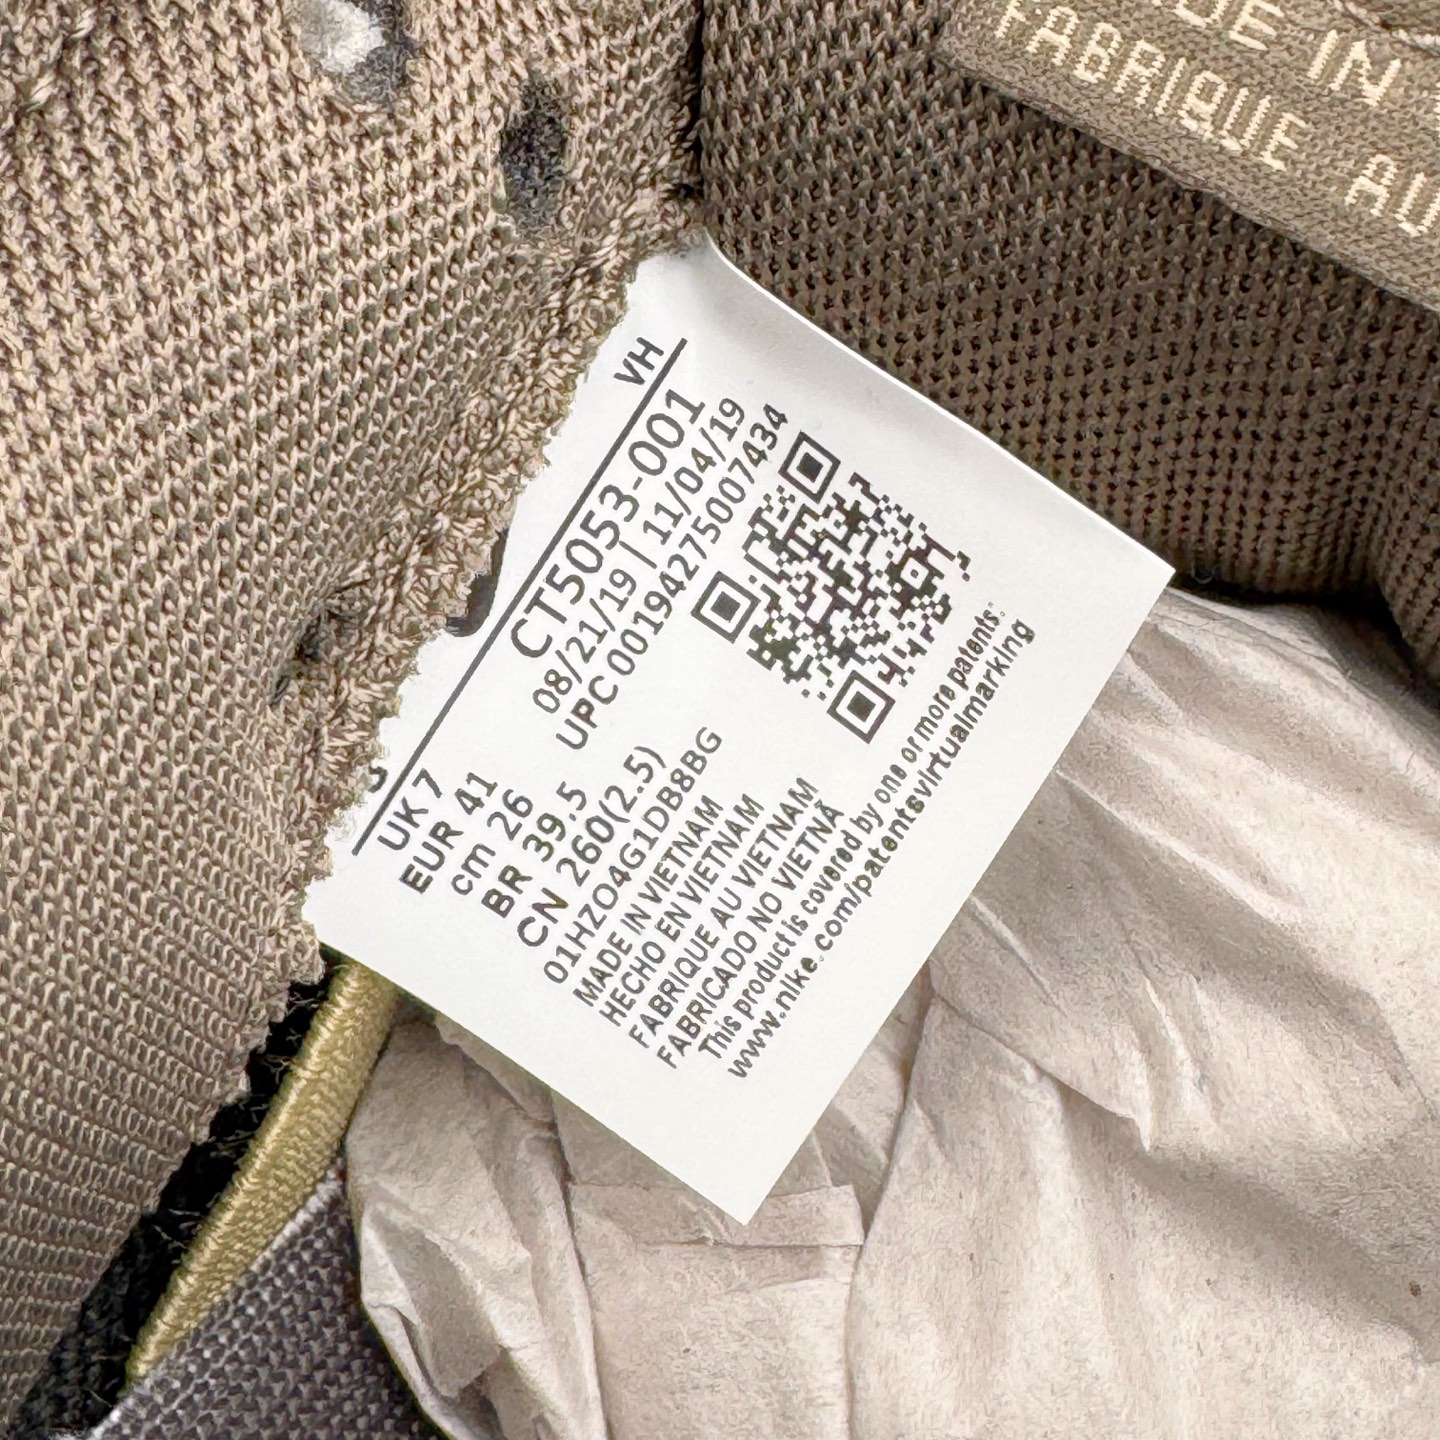 DE IN
FABRIQUE AU
VH
CT5053-001
08/21/19 | 11/04/19
UPC00194275007434
UK 7
EUR 41
cm 26
BR 39.5
CN 260(2.5)
01HZO4G1DB8BG
MADE IN VIETNAM
HECHO EN VIETNAM
FABRIQUE AU VIETNAM
FABRICADO NO VIETNÃ
This product is covered by one or more patents.
www.nike.com/patentsvirtualmarking